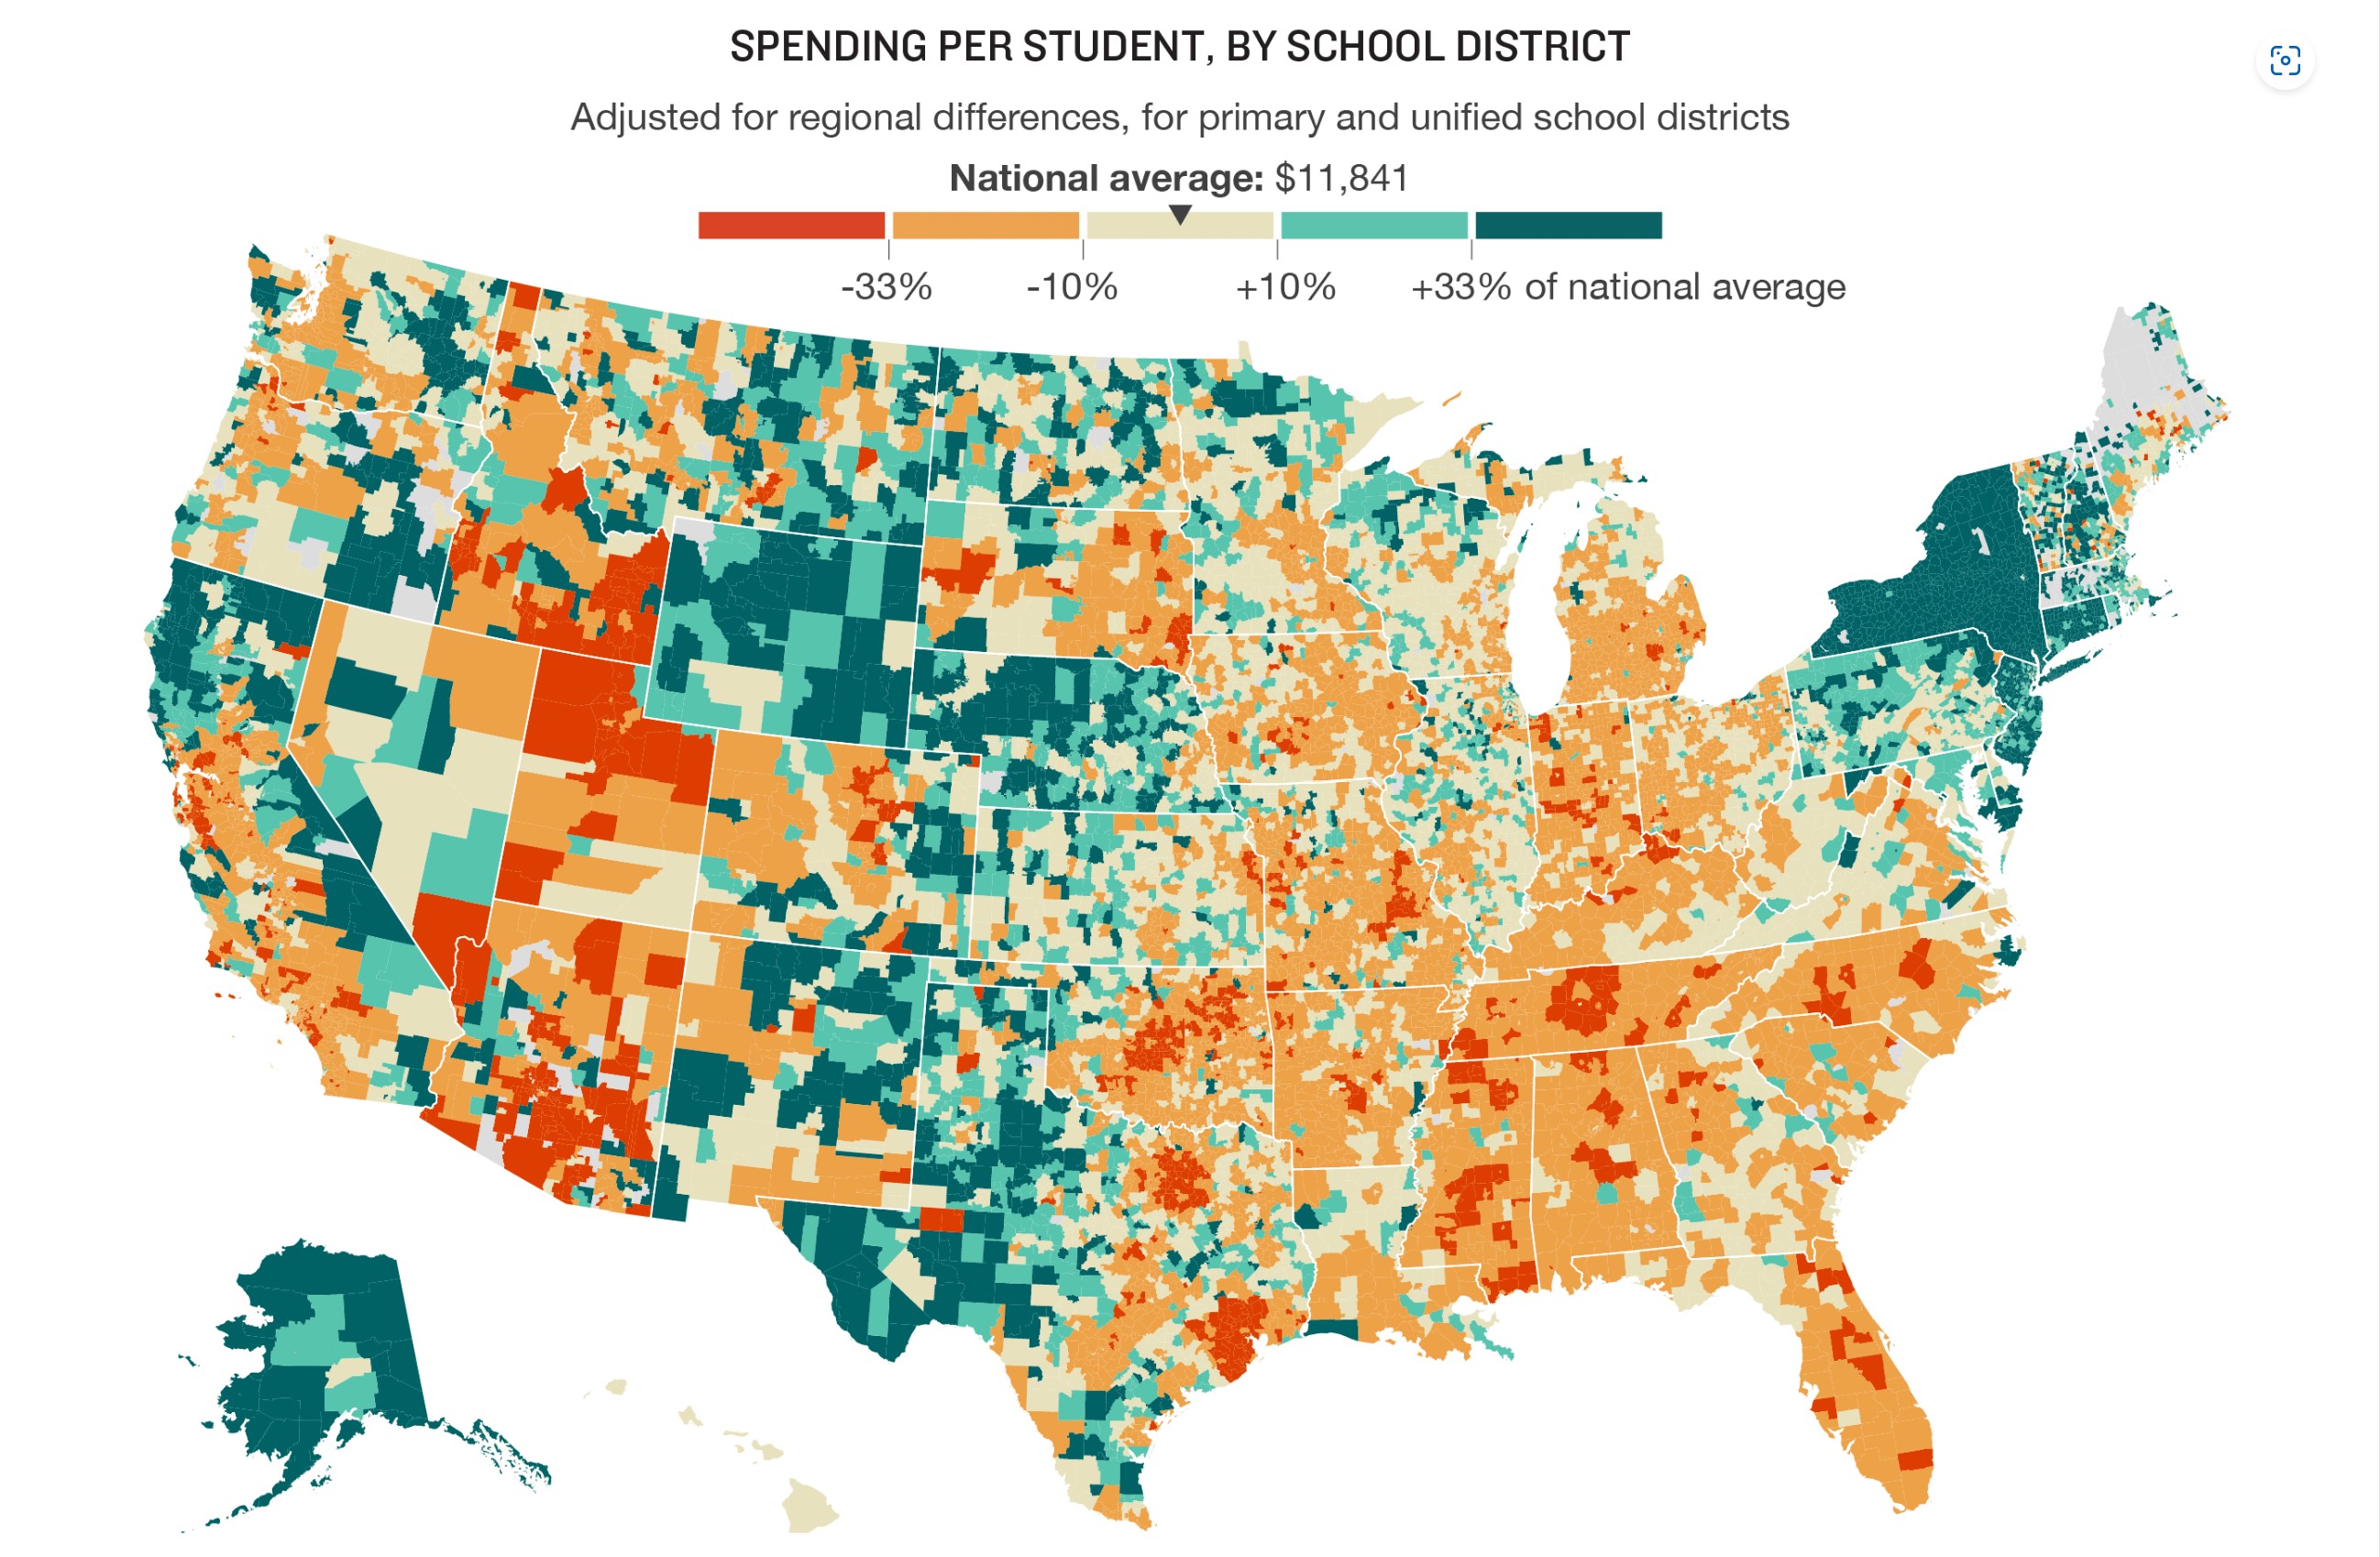 SPENDING PER STUDENT, BY SCHOOL DISTRICT
Adjusted for regional differences, for primary and unified school districts
National average: $11,841
-33% -10% +10% +33% of national average